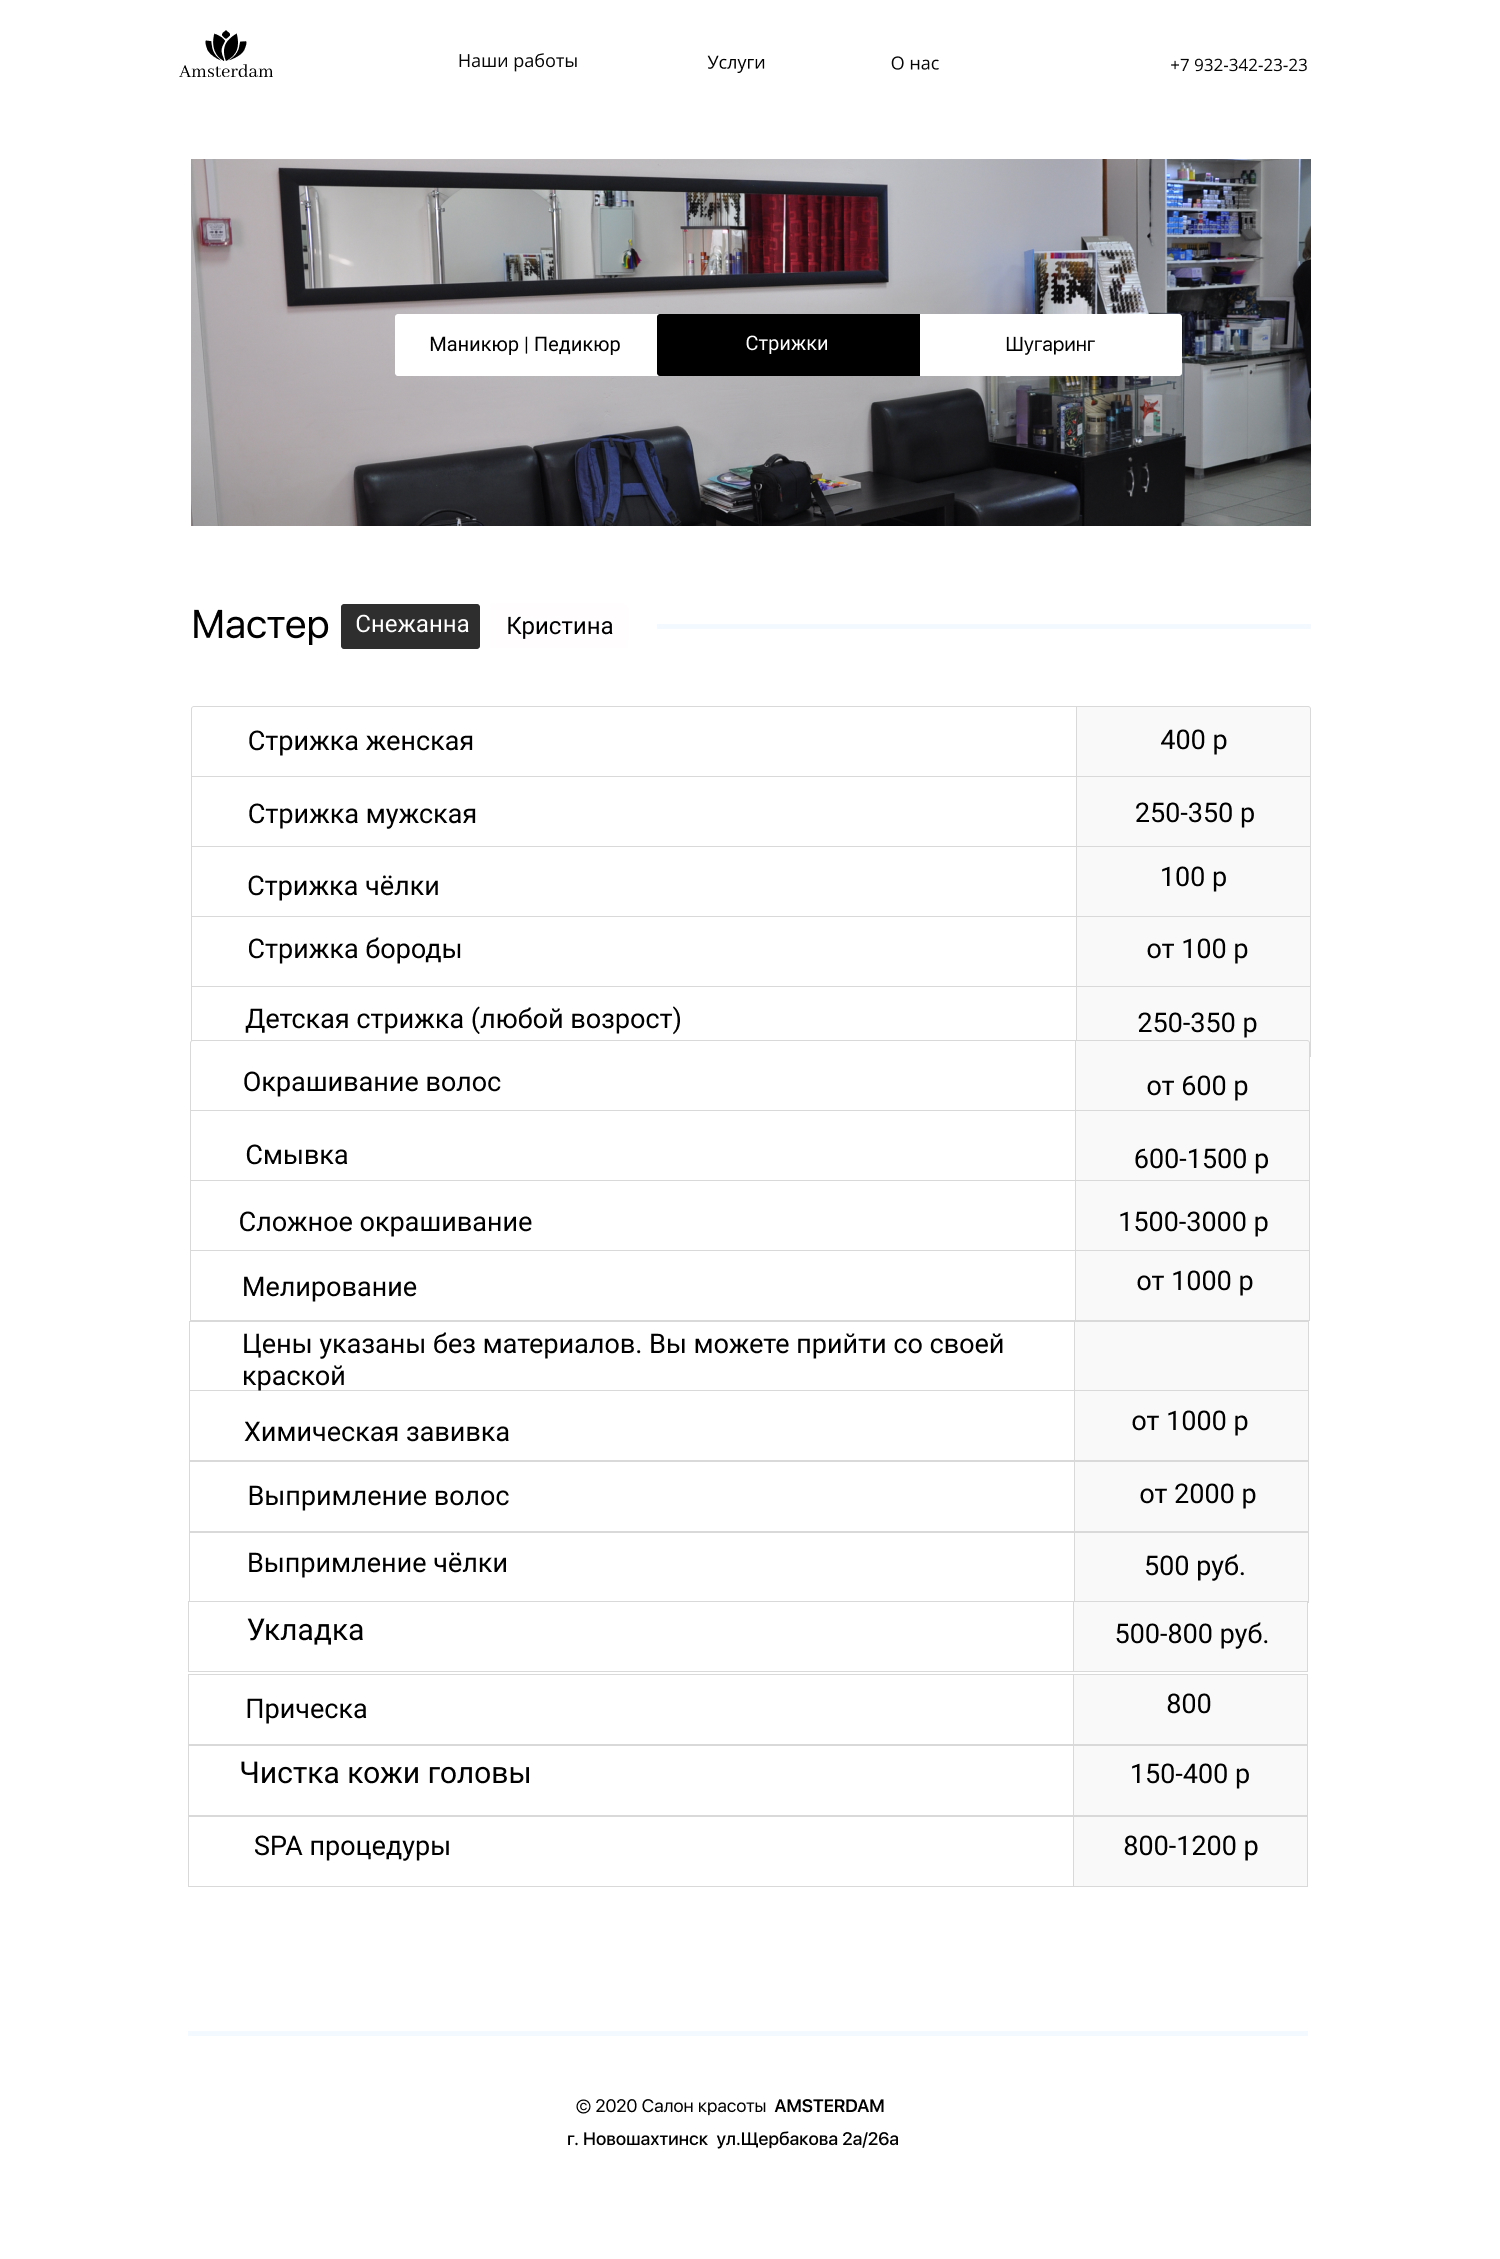 Amsterdam
Наши работы
Услуги
О нас
+7 932-342-23-23
Маникюр | Педикюр
Стрижки
Шугаринг
Мастер
Снежанна
Кристина
Стрижка женская
400 р
Стрижка мужская
250-350 р
Стрижка чёлки
100 р
Стрижка бороды
от 100 р
Детская стрижка (любой возрост)
250-350 р
Окрашивание волос
от 600 р
Смывка
600-1500 р
Сложное окрашивание
1500-3000 р
Мелирование
от 1000 р
Цены указаны без материалов. Вы можете прийти со своей
краской
Химическая завивка
от 1000 р
Выпримление волос
от 2000 р
Выпримление чёлки
500 руб.
Укладка
500-800 руб.
Прическа
800
Чистка кожи головы
150-400 р
SPA процедуры
800-1200 р
© 2020 Салон красоты AMSTERDAM
г. Новошахтинск ул.Щербакова 2а/26а